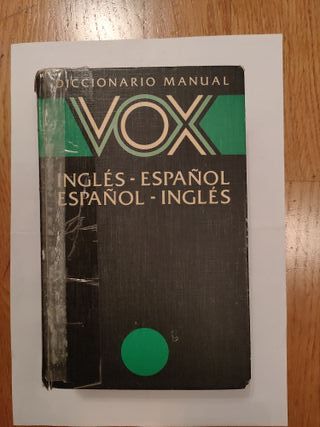 DICCIONARIO MANUAL
VOX
INGLÉS - ESPAÑOL
ESPAÑOL - INGLÉS